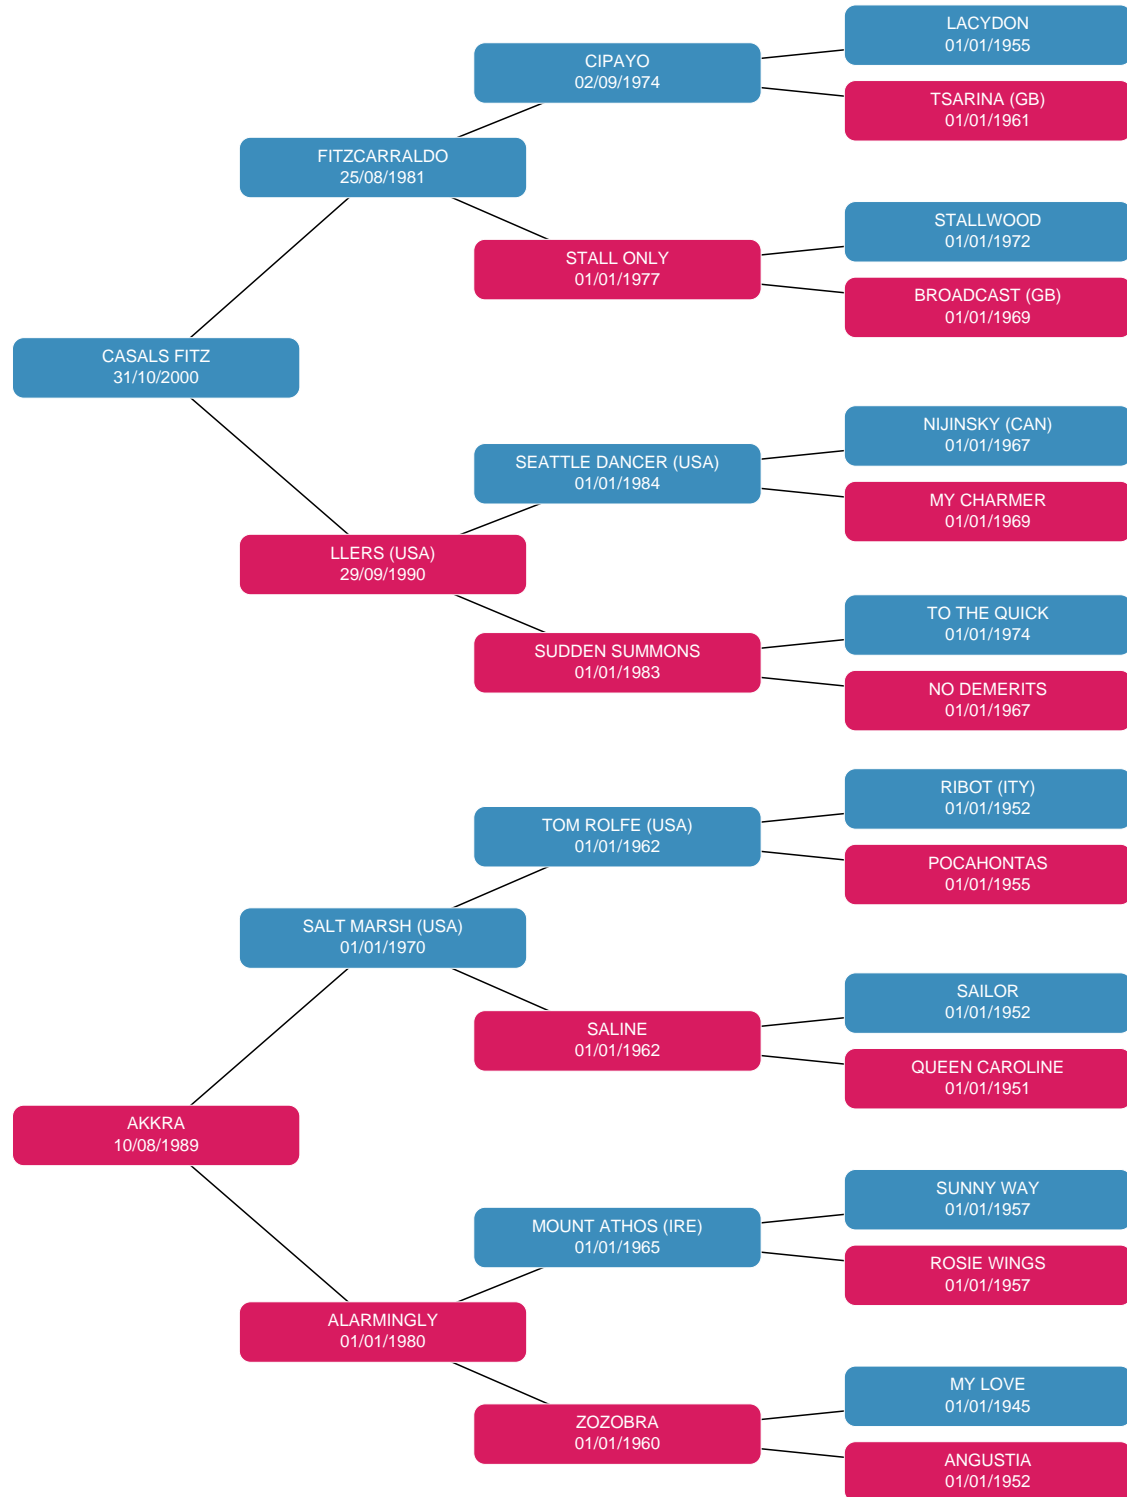 LACYDON
01/01/1955
CIPAYO
02/09/1974
TSARINA (GB)
01/01/1961
FITZCARRALDO
25/08/1981
STALLWOOD
01/01/1972
STALL ONLY
01/01/1977
BROADCAST (GB)
01/01/1969
CASALS FITZ
31/10/2000
NIJINSKY (CAN)
01/01/1967
SEATTLE DANCER (USA)
01/01/1984
MY CHARMER
01/01/1969
LLERS (USA)
29/09/1990
TO THE QUICK
01/01/1974
SUDDEN SUMMONS
01/01/1983
NO DEMERITS
01/01/1967
RIBOT (ITY)
01/01/1952
TOM ROLFE (USA)
01/01/1962
POCAHONTAS
01/01/1955
SALT MARSH (USA)
01/01/1970
SAILOR
01/01/1952
SALINE
01/01/1962
QUEEN CAROLINE
01/01/1951
AKKRA
10/08/1989
SUNNY WAY
01/01/1957
MOUNT ATHOS (IRE)
01/01/1965
ROSIE WINGS
01/01/1957
ALARMINGLY
01/01/1980
MY LOVE
01/01/1945
ZOZOBRA
01/01/1960
ANGUSTIA
01/01/1952